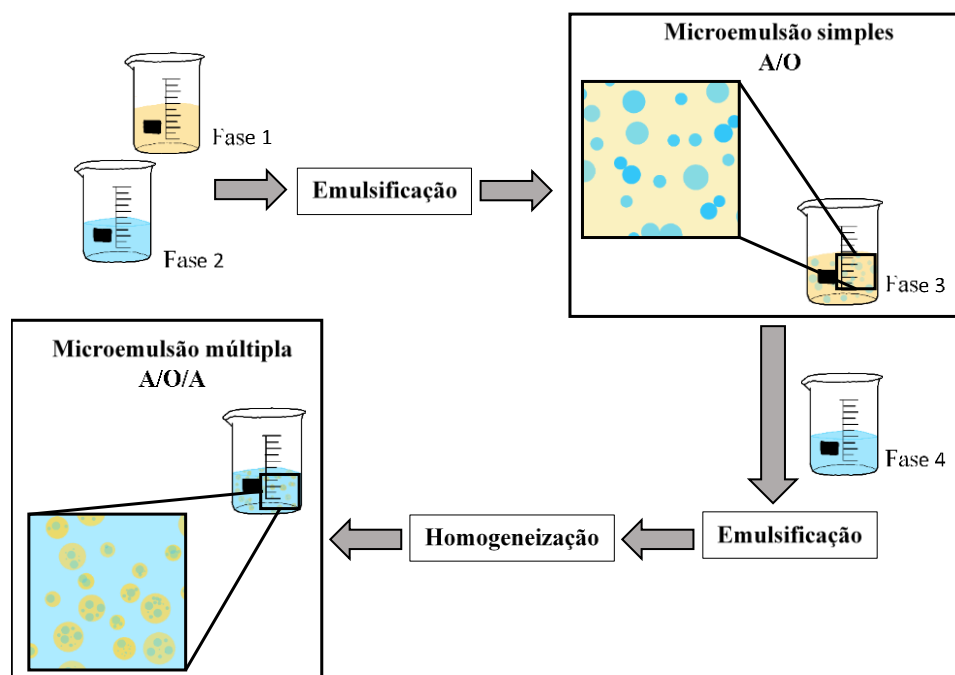 Microemulsão simples
A/O
Fase 1
Emulsificação
Fase 2
Fase 3
Microemulsão múltipla
A/O/A
Fase 4
Homogeneização
Emulsificação